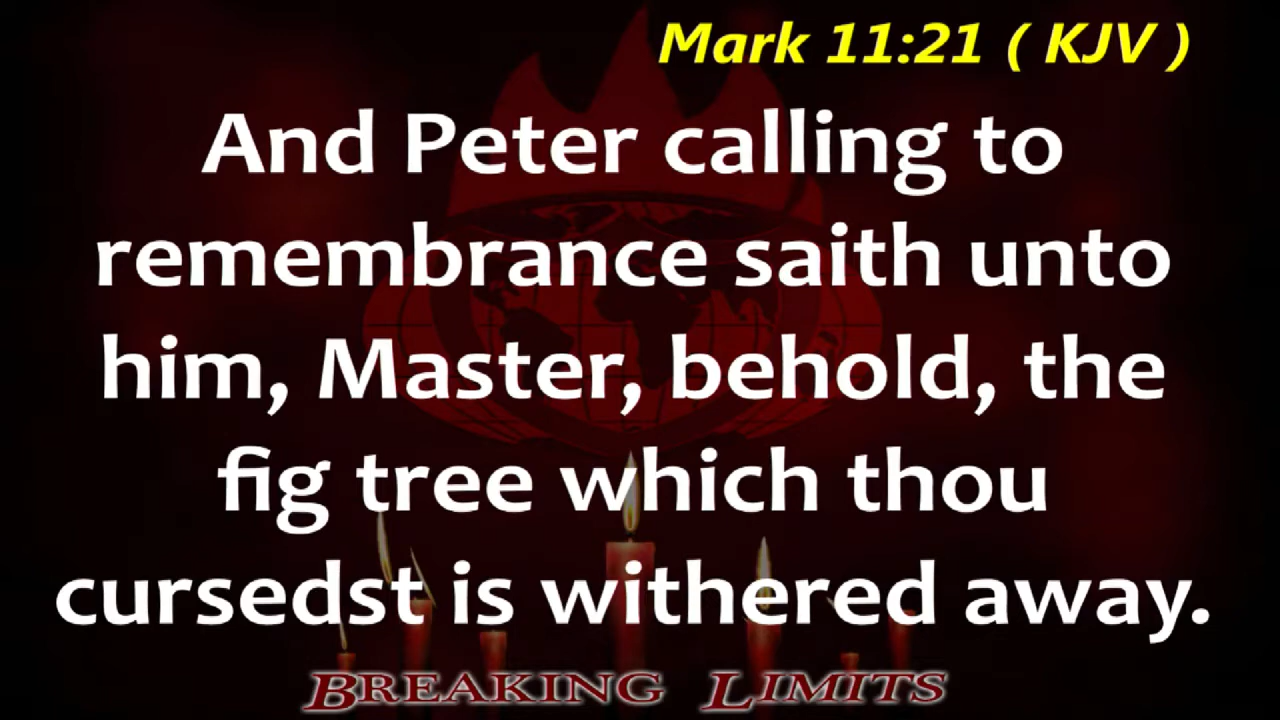 Mark 11:21 ( KJV )
And Peter calling to
remembrance saith unto
him, Master, behold, the
fig tree which thou
cursedst is withered away.
BREAKING LIMITS